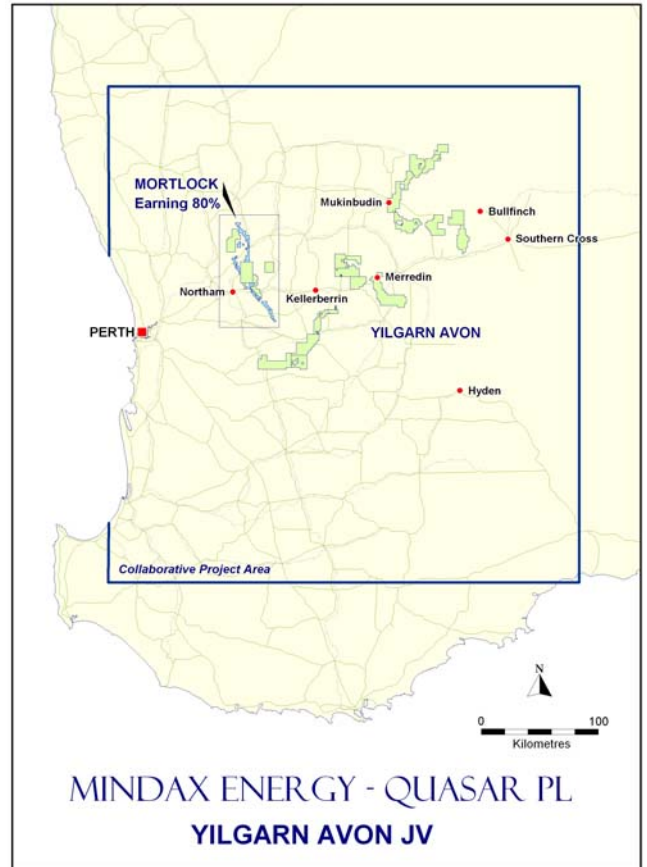 MORTLOCK
Earning 80%
Mukinbudin
Bullfinch
Southern Cross
Merredin
Northam
Kellerberrin
PERTH
YILGARN AVON
Hyden
Collaborative Project Area
N
0 100
Kilometres
MINDAX ENERGY - QUASAR PL
YILGARN AVON JV